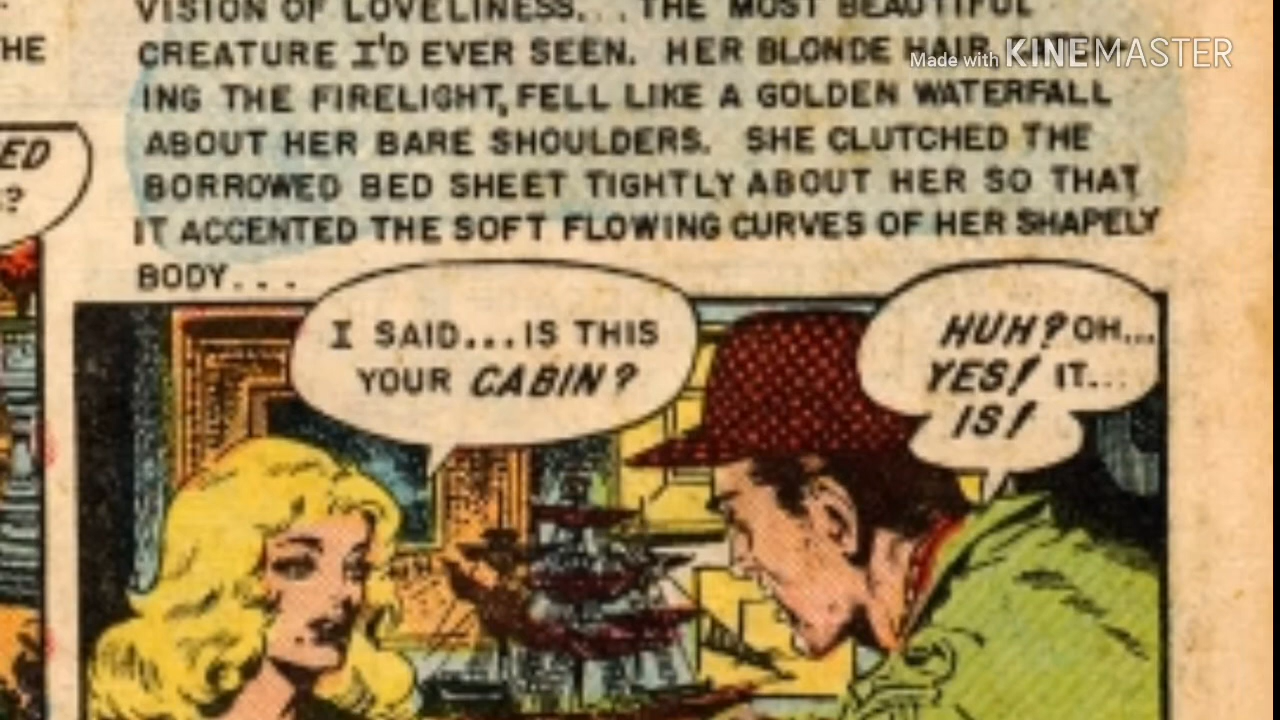 VISION OF LOVELINESS... THE MOST BEAUTIFUL
CREATURE I'D EVER SEEN. HER BLONDE HAIR,
ING THE FIRELIGHT, FELL LIKE A GOLDEN WATERFALL
ABOUT HER BARE SHOULDERS. SHE CLUTCHED THE
BORROWED BED SHEET TIGHTLY ABOUT HER SO THAT
IT ACCENTED THE SOFT FLOWING CURVES OF HER SHAPELY
BODY...
I SAID...IS THIS
YOUR CABIN?
HUH? OH...
YES! IT...
IS!
HE
ED
?
Made with KINEMASTER